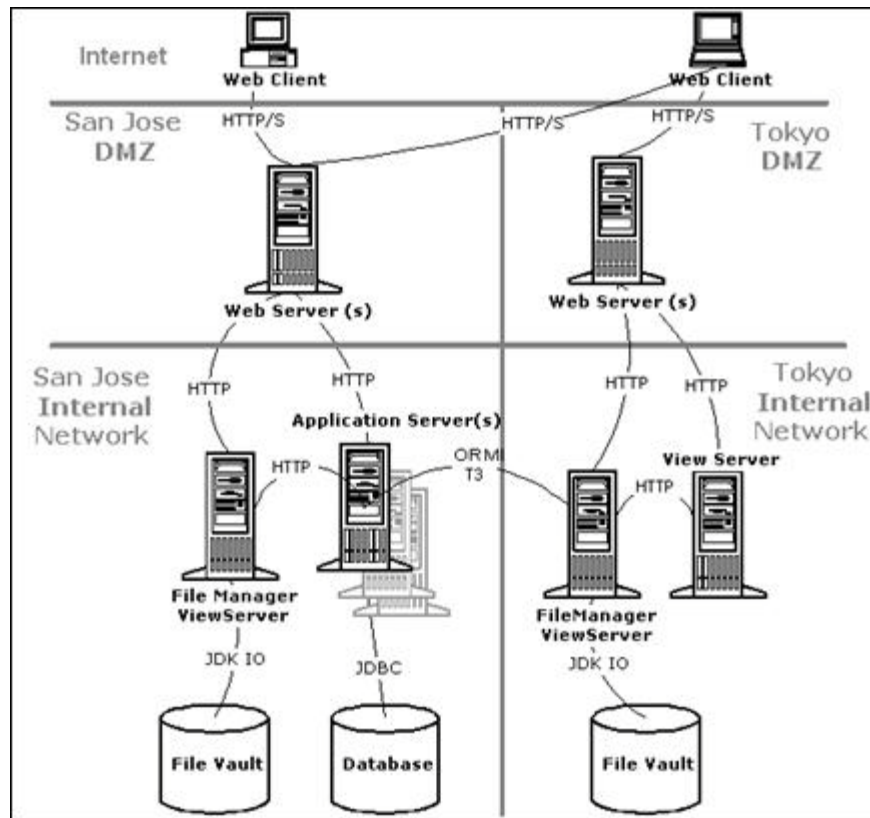 Internet
Web Client
Web Client
HTTP/S
HTTP/S
HTTP/S
San Jose
DMZ
Tokyo
DMZ
Web Server (s)
Web Server (s)
San Jose
Internal
Network
Tokyo
Internal
Network
HTTP
HTTP
HTTP
HTTP
Application Server(s)
View Server
HTTP
ORMI
T3
HTTP
File Manager
ViewServer
FileManager
ViewServer
JDK IO
JDBC
JDK IO
File Vault
Database
File Vault